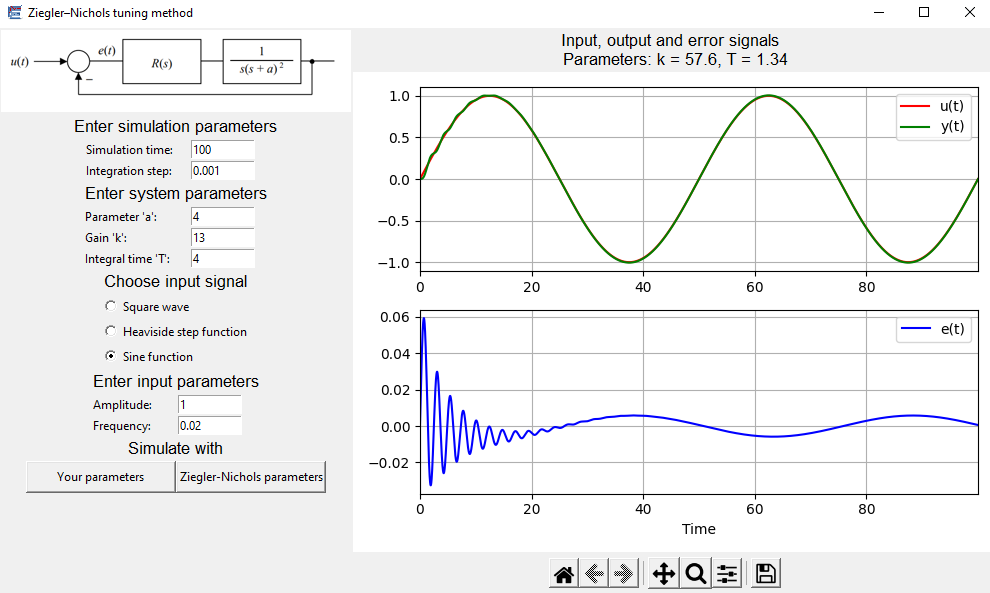 Ziegler–Nichols tuning method
u(t)
e(t)
R(s)
1
s(s + a)²
−
Enter simulation parameters
Simulation time: 100
Integration step: 0.001
Enter system parameters
Parameter 'a': 4
Gain 'k': 13
Integral time 'T': 4
Choose input signal
Square wave
Heaviside step function
Sine function
Enter input parameters
Amplitude: 1
Frequency: 0.02
Simulate with
Your parameters
Ziegler-Nichols parameters
Input, output and error signals
Parameters: k = 57.6, T = 1.34
1.0
0.5
0.0
−0.5
−1.0
0 20 40 60 80
u(t)
y(t)
0.06
0.04
0.02
0.00
−0.02
0 20 40 60 80
e(t)
Time